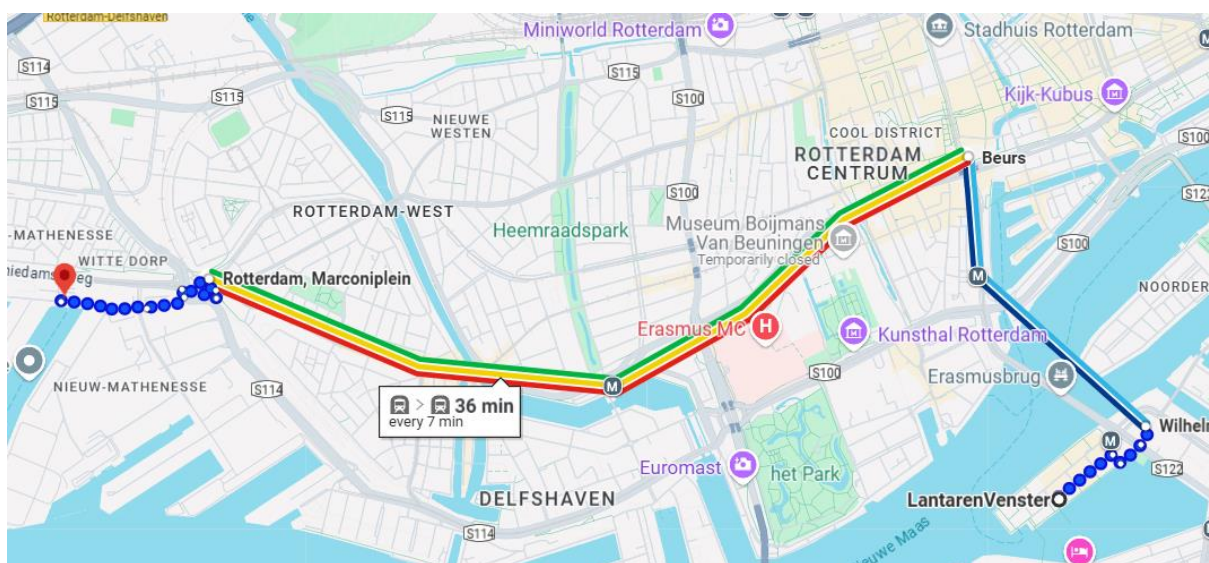 Rotterdam-Delfshaven
Miniworld Rotterdam
Stadhuis Rotterdam
S114
S115
S115
S115
S115
S100
Kijk-Kubus
NIEUWE
WESTEN
COOL DISTRICT
ROTTERDAM
CENTRUM
Beurs
S100
S100
S122
ROTTERDAM-WEST
Heemraadspark
Museum Boijmans
Van Beuningen
Temporarily closed
-MATHENESSE
WITTE DORP
niedamseweg
Rotterdam, Marconiplein
S100
M
NOORDER
Erasmus MC
H
Kunsthal Rotterdam
NIEUW-MATHENESSE
S114
M
S100
Erasmusbrug
36 min
every 7 min
Wilhelm
M
S122
Euromast
het Park
LantarenVenster
DELFSHAVEN
S114
ieuwe Maas